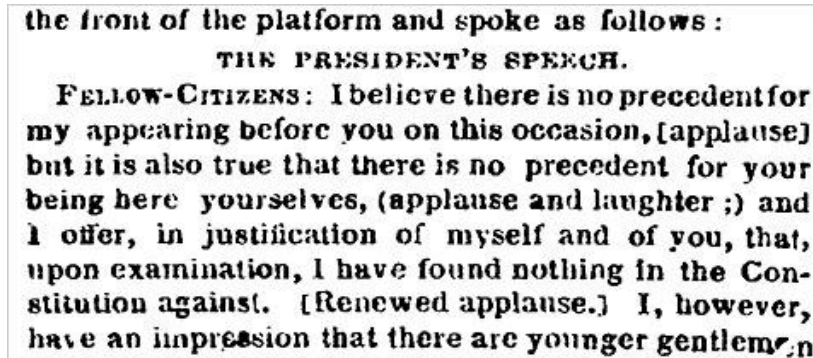 the front of the platform and spoke as follows :
THE PRESIDENT'S SPEECH.
FELLOW-CITIZENS: I believe there is no precedent for
my appearing before you on this occasion, [applause]
but it is also true that there is no precedent for your
being here yourselves, (applause and laughter ;) and
I offer, in justification of myself and of you, that,
upon examination, I have found nothing in the Con-
stitution against. [Renewed applause.] I, however,
have an impression that there are younger gentlemen